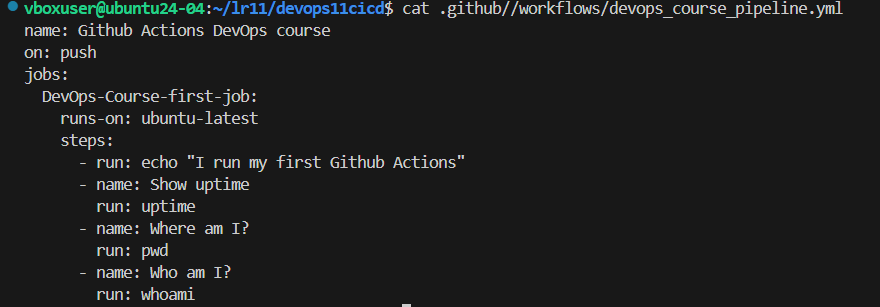 vboxuser@ubuntu24-04:~/lr11/devops11cicd$ cat .github//workflows/devops_course_pipeline.yml
name: Github Actions DevOps course
on: push
jobs:
  DevOps-Course-first-job:
    runs-on: ubuntu-latest
    steps:
      - run: echo "I run my first Github Actions"
      - name: Show uptime
        run: uptime
      - name: Where am I?
        run: pwd
      - name: Who am I?
        run: whoami